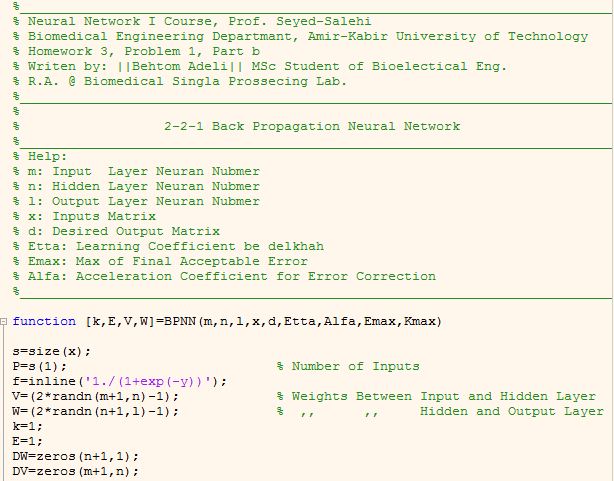 %
% Neural Network I Course, Prof. Seyed-Salehi
% Biomedical Engineering Departmant, Amir-Kabir University of Technology
% Homework 3, Problem 1, Part b
% Writen by: ||Behtom Adeli|| MSc Student of Bioelectical Eng.
% R.A. @ Biomedical Singla Prossecing Lab.
%
%
% 2-2-1 Back Propagation Neural Network
%
% Help:
% m: Input Layer Neuran Nubmer
% n: Hidden Layer Neuran Nubmer
% l: Output Layer Neuran Nubmer
% x: Inputs Matrix
% d: Desired Output Matrix
% Etta: Learning Coefficient be delkhah
% Emax: Max of Final Acceptable Error
% Alfa: Acceleration Coefficient for Error Correction
%
function [k,E,V,W]=BPNN(m,n,l,x,d,Etta,Alfa,Emax,Kmax)
s=size(x);
P=s(1); % Number of Inputs
f=inline('1./(1+exp(-y))');
V=(2*randn(m+1,n)-1); % Weights Between Input and Hidden Layer
W=(2*randn(n+1,l)-1); % ,, ,, Hidden and Output Layer
k=1;
E=1;
DW=zeros(n+1,1);
DV=zeros(m+1,n);